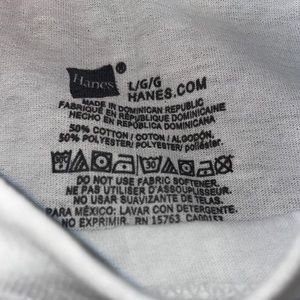 Hanes®
L/G/G
HANES.COM
MADE IN DOMINICAN REPUBLIC
FABRIQUÉ EN RÉPUBLIQUE DOMINICAINE
HECHO EN REPÚBLICA DOMINICANA
50% COTTON / COTON / ALGODÓN,
50% POLYESTER/ POLYESTER/ poliéster.
DO NOT USE FABRIC SOFTENER.
NE PAS UTILISER D'ASSOUPLISSEUR.
NO USAR SUAVIZANTE DE TELAS.
PARA MÉXICO: LAVAR CON DETERGENTE.
NO EXPRIMIR. RN 15763